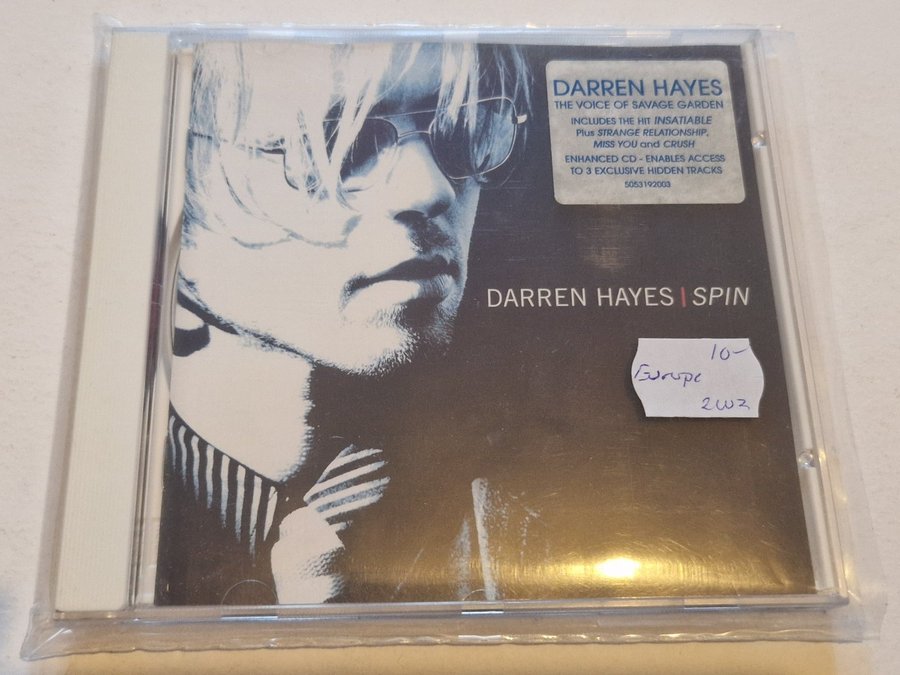 DARREN HAYES
THE VOICE OF SAVAGE GARDEN
INCLUDES THE HIT INSATIABLE
Plus STRANGE RELATIONSHIP,
MISS YOU and CRUSH
ENHANCED CD - ENABLES ACCESS
TO 3 EXCLUSIVE HIDDEN TRACKS
5053192003
DARREN HAYES | SPIN
10-
Europe
2002